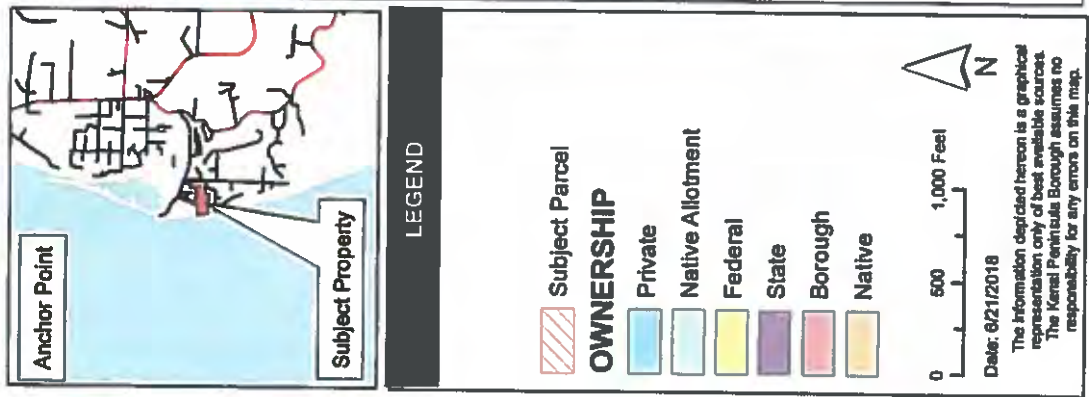 Anchor Point
Subject Property
LEGEND
Subject Parcel
OWNERSHIP
Private
Native Allotment
Federal
State
Borough
Native
0 500 1,000 Feet
N
Date: 6/21/2018
The information depicted hereon is a graphical
representation only of best available sources.
The Kenai Peninsula Borough assumes no
responsibility for any errors on this map.